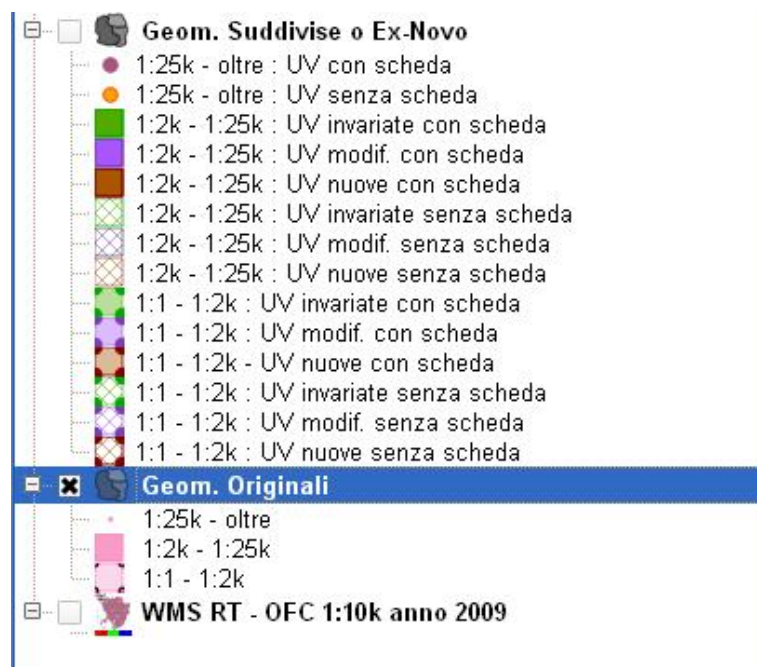 Geom. Suddivise o Ex-Novo
1:25k - oltre : UV con scheda
1:25k - oltre : UV senza scheda
1:2k - 1:25k : UV invariate con scheda
1:2k - 1:25k : UV modif. con scheda
1:2k - 1:25k : UV nuove con scheda
1:2k - 1:25k : UV invariate senza scheda
1:2k - 1:25k : UV modif. senza scheda
1:2k - 1:25k : UV nuove senza scheda
1:1 - 1:2k : UV invariate con scheda
1:1 - 1:2k : UV modif. con scheda
1:1 - 1:2k - UV nuove con scheda
1:1 - 1:2k : UV invariate senza scheda
1:1 - 1:2k : UV modif. senza scheda
1:1 - 1:2k : UV nuove senza scheda
Geom. Originali
1:25k - oltre
1:2k - 1:25k
1:1 - 1:2k
WMS RT - OFC 1:10k anno 2009